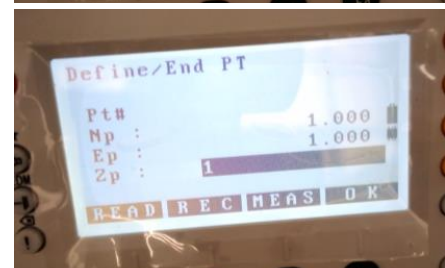 Define/End PT
Pt#
Np : 1.000
Ep : 1.000
Zp : 1
READ REC MEAS OK